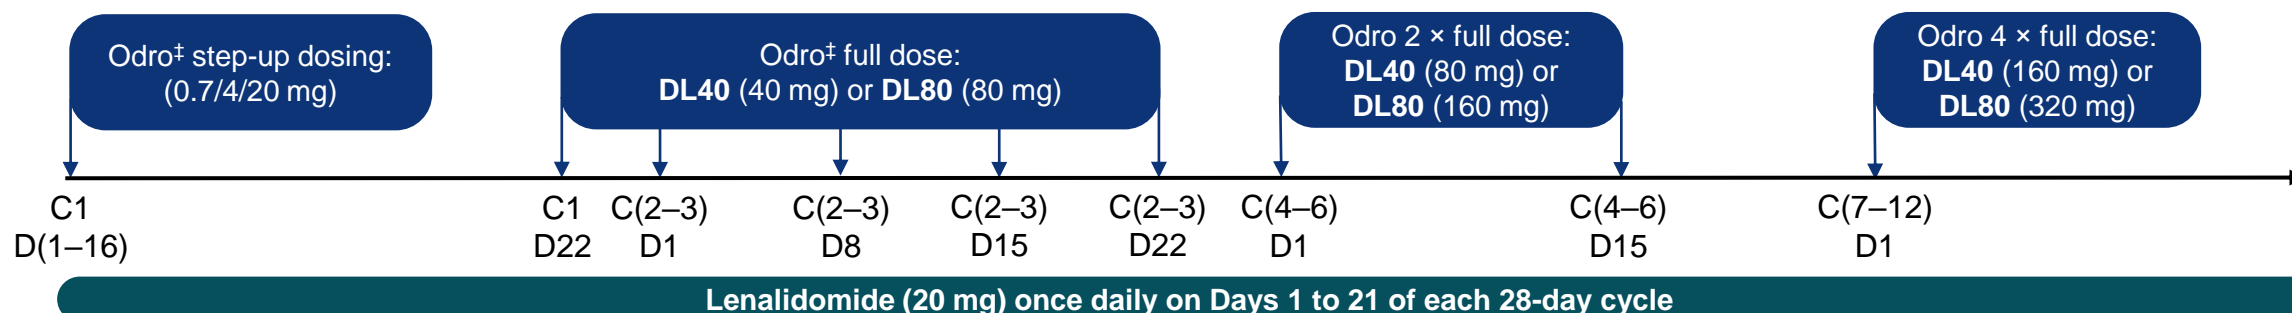 Odro‡ step-up dosing:
(0.7/4/20 mg)
Odro‡ full dose:
DL40 (40 mg) or DL80 (80 mg)
Odro 2 × full dose:
DL40 (80 mg) or
DL80 (160 mg)
Odro 4 × full dose:
DL40 (160 mg) or
DL80 (320 mg)
C1
D(1–16)
C1
D22
C(2–3)
D1
C(2–3)
D8
C(2–3)
D15
C(2–3)
D22
C(4–6)
D1
C(4–6)
D15
C(7–12)
D1
Lenalidomide (20 mg) once daily on Days 1 to 21 of each 28-day cycle